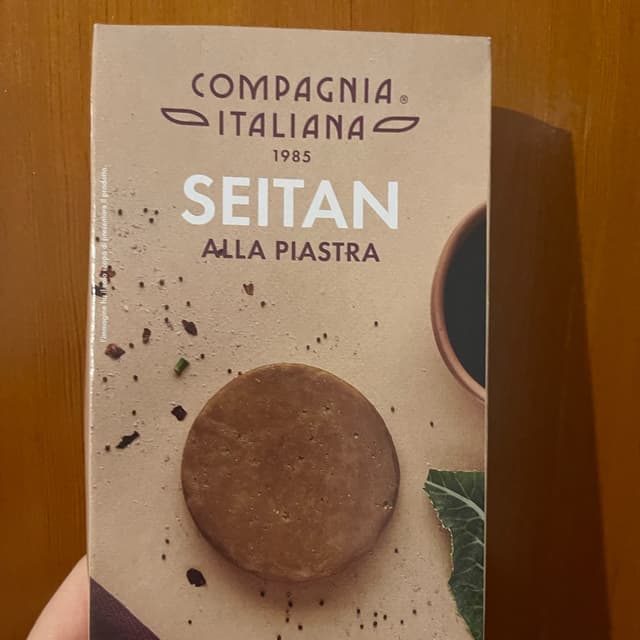 COMPAGNIA®
ITALIANA
1985
SEITAN
ALLA PIASTRA